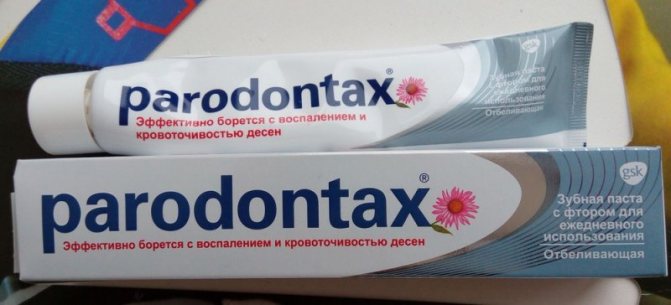 parodontax®
Эффективно борется с воспалением и
кровоточивостью десен
Зубная паста
с фтором для
ежедневного
использования
Отбеливающая
parodontax®
Эффективно борется с воспалением и кровоточивостью десен
gsk
Зубная паста
с фтором для
ежедневного
использования
Отбеливающая